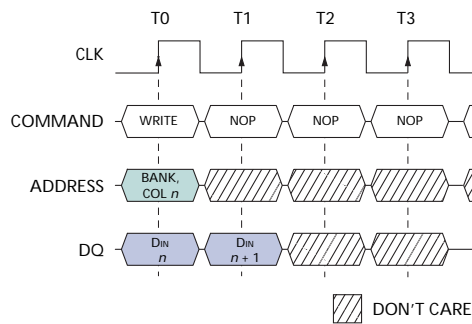 T0 T1 T2 T3
CLK
COMMAND WRITE NOP NOP NOP
ADDRESS BANK, COL n
DQ DIN n DIN n + 1
DON'T CARE